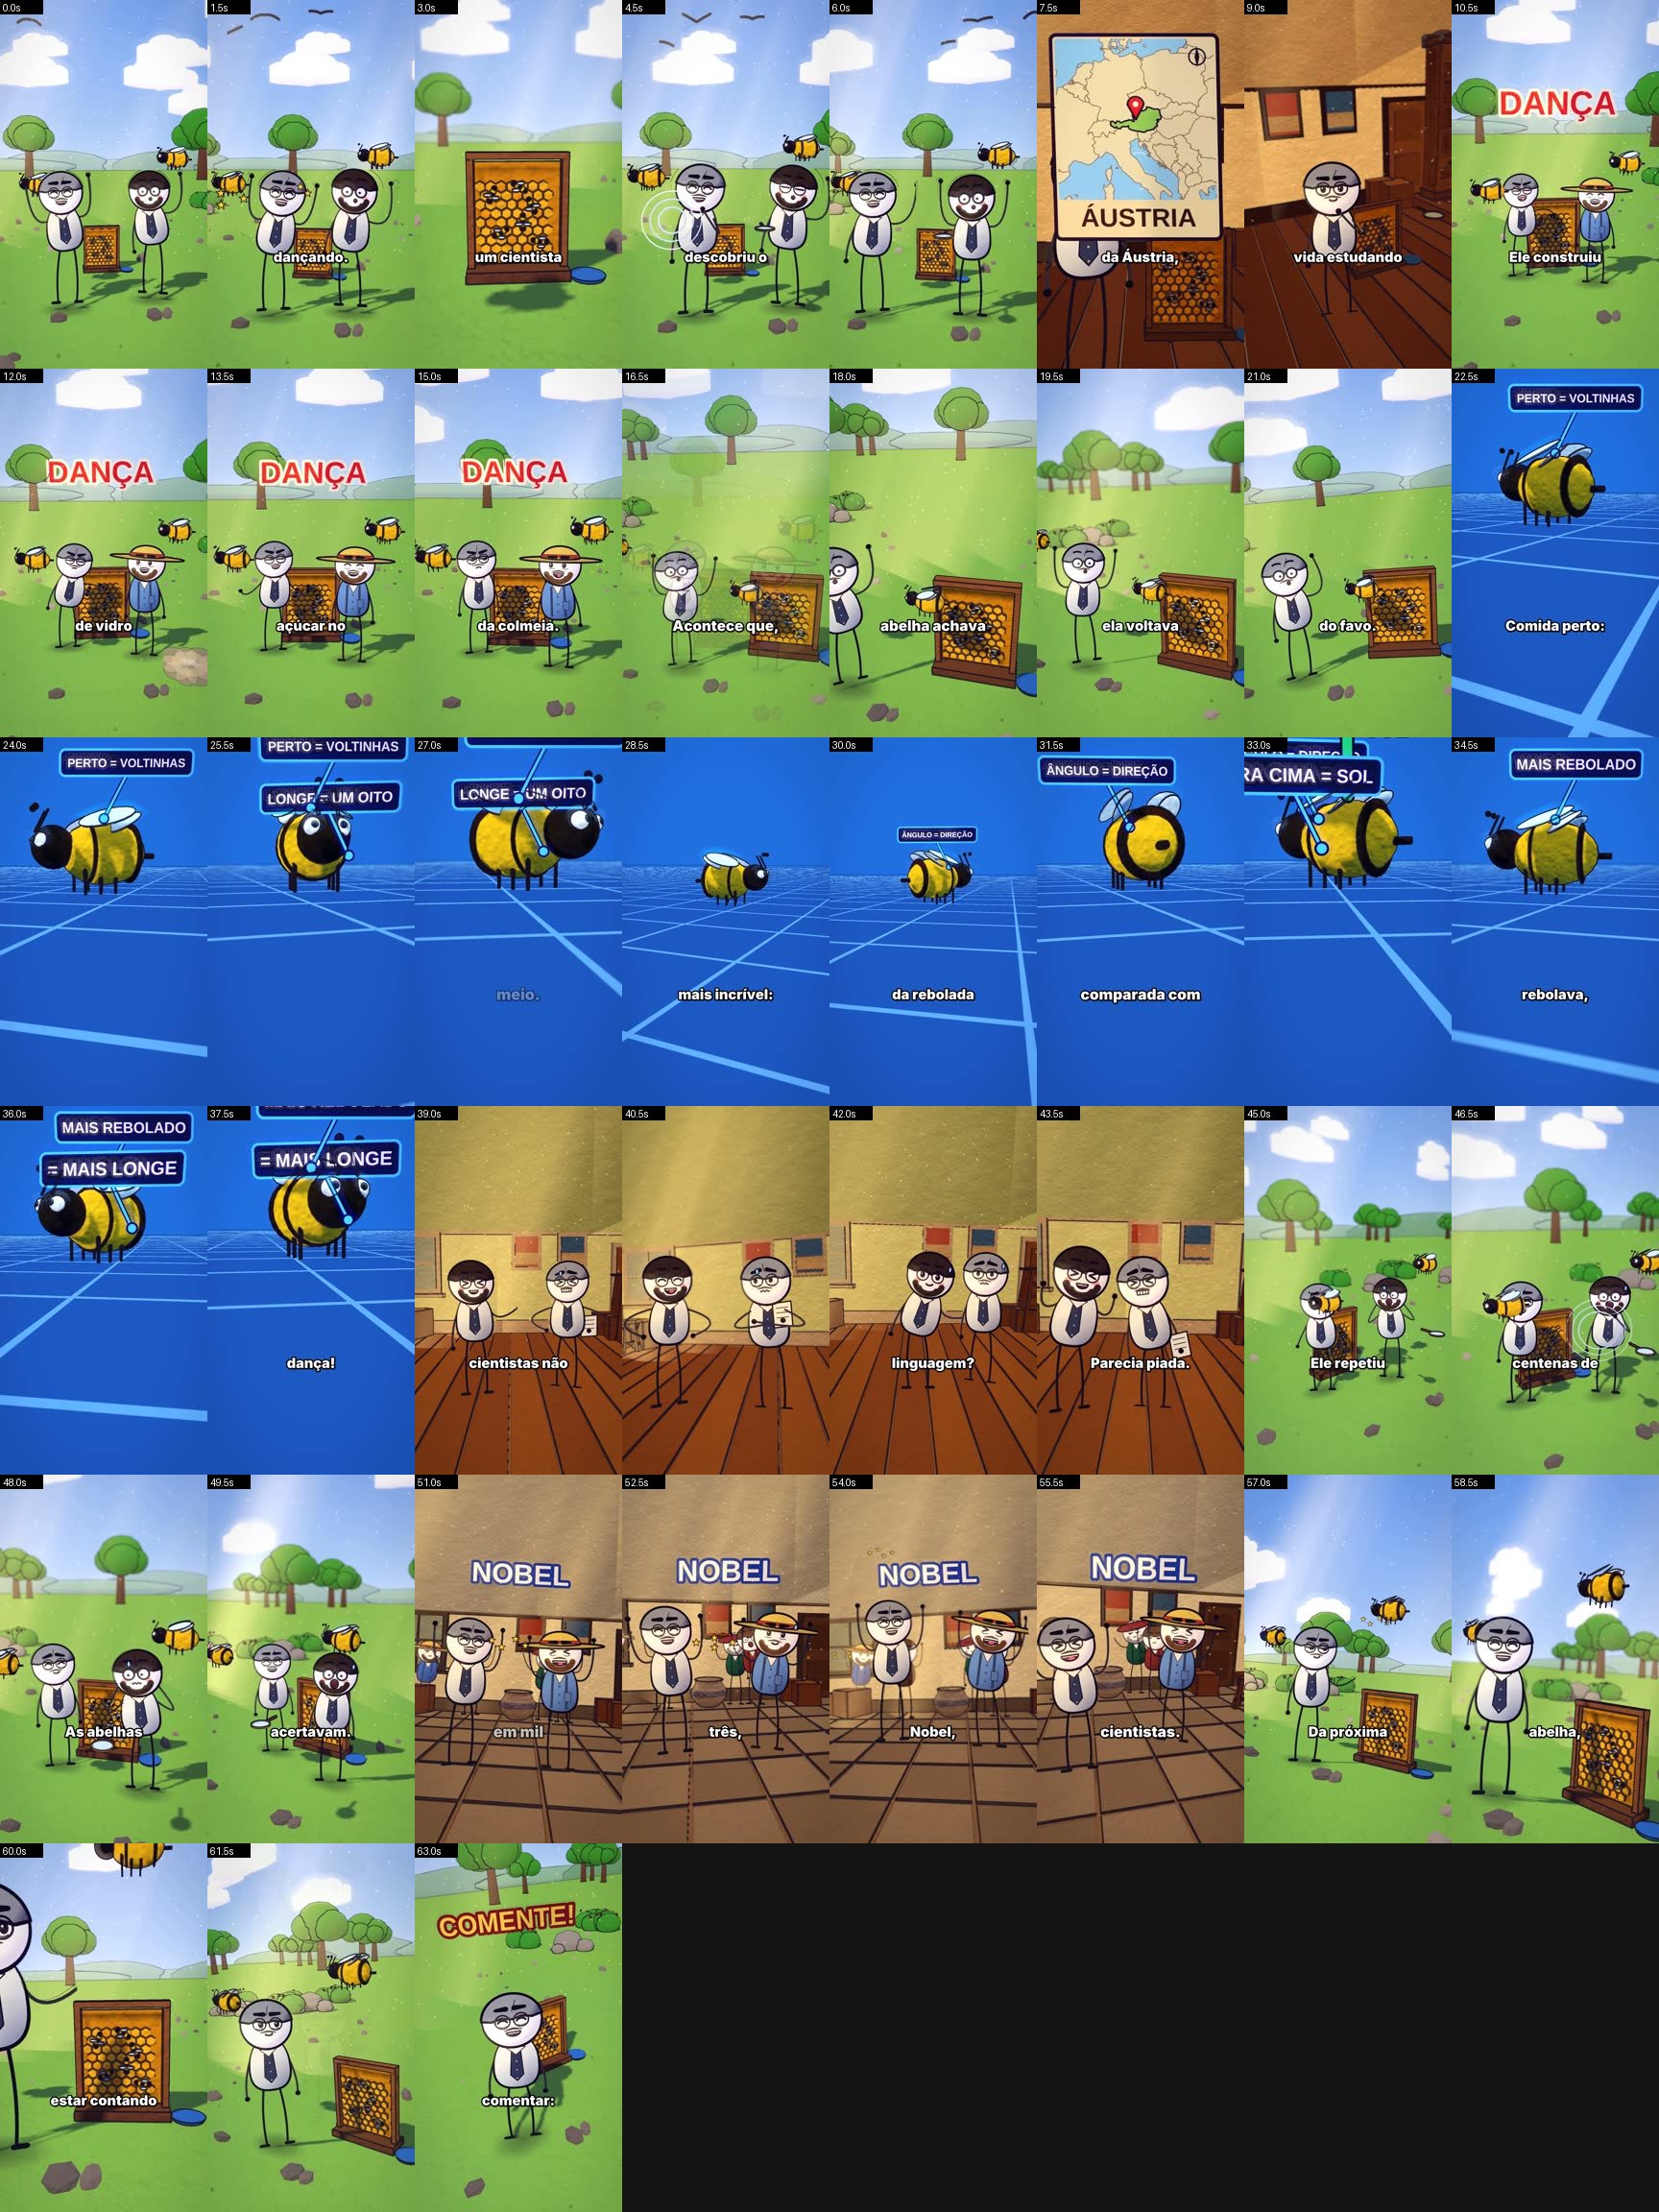 0.0s
1.5s
dançando.
3.0s
um cientista
4.5s
descobriu o
6.0s
7.5s
ÁUSTRIA
da Áustria,
9.0s
vida estudando
10.5s
DANÇA
Ele construiu
12.0s
DANÇA
de vidro
13.5s
DANÇA
açúcar no
15.0s
DANÇA
da colmeia.
16.5s
Acontece que,
18.0s
abelha achava
19.5s
ela voltava
21.0s
do favo.
22.5s
PERTO = VOLTINHAS
Comida perto:
24.0s
PERTO = VOLTINHAS
25.5s
PERTO = VOLTINHAS
LONGE = UM OITO
27.0s
LONGE = UM OITO
meio.
28.5s
mais incrível:
30.0s
ÂNGULO = DIREÇÃO
da rebolada
31.5s
ÂNGULO = DIREÇÃO
comparada com
33.0s
RA CIMA = SOL
34.5s
MAIS REBOLADO
rebolava,
36.0s
MAIS REBOLADO
= MAIS LONGE
37.5s
= MAIS LONGE
dança!
39.0s
cientistas não
40.5s
42.0s
linguagem?
43.5s
Parecia piada.
45.0s
Ele repetiu
46.5s
centenas de
48.0s
As abelhas
49.5s
acertavam.
51.0s
NOBEL
em mil
52.5s
NOBEL
três,
54.0s
NOBEL
Nobel,
55.5s
NOBEL
cientistas.
57.0s
Da próxima
58.5s
abelha,
60.0s
estar contando
61.5s
63.0s
COMENTE!
comentar: